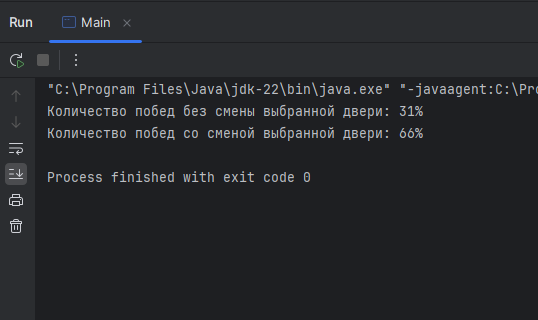 Run Main
"C:\Program Files\Java\jdk-22\bin\java.exe" "-javaagent:C:\Pro
Количество побед без смены выбранной двери: 31%
Количество побед со сменой выбранной двери: 66%
Process finished with exit code 0